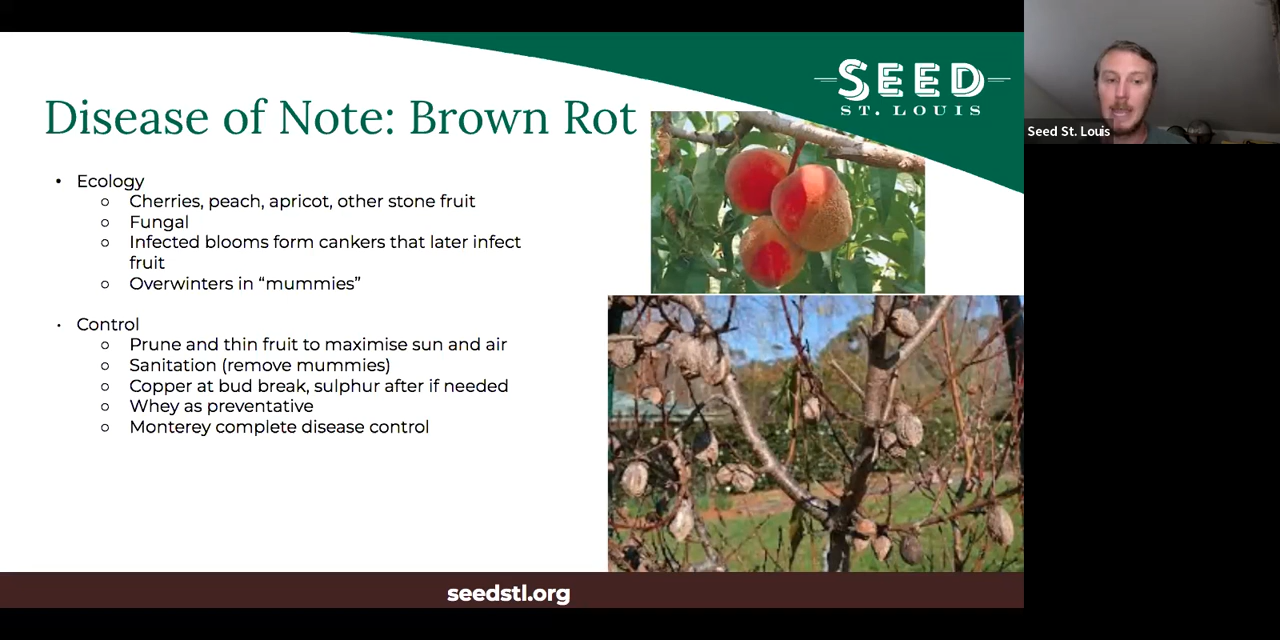 SEED
ST. LOUIS
Disease of Note: Brown Rot
Seed St. Louis
• Ecology
○ Cherries, peach, apricot, other stone fruit
○ Fungal
○ Infected blooms form cankers that later infect
fruit
○ Overwinters in “mummies”
• Control
○ Prune and thin fruit to maximise sun and air
○ Sanitation (remove mummies)
○ Copper at bud break, sulphur after if needed
○ Whey as preventative
○ Monterey complete disease control
seedstl.org